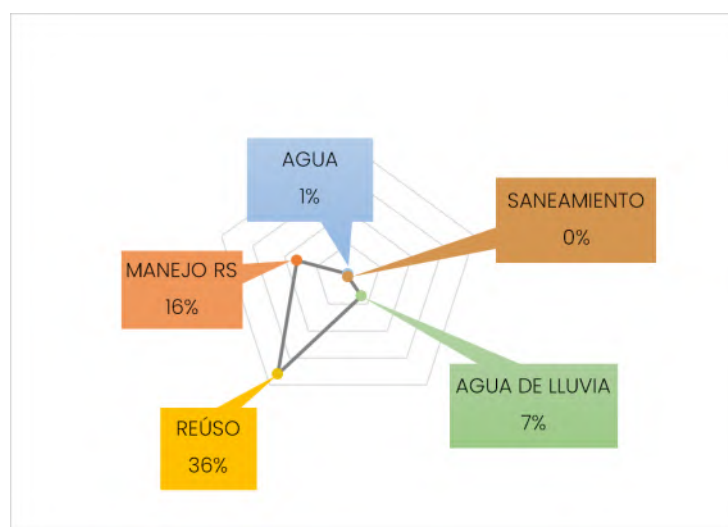 AGUA
1%
SANEAMIENTO
0%
MANEJO RS
16%
AGUA DE LLUVIA
7%
REÚSO
36%